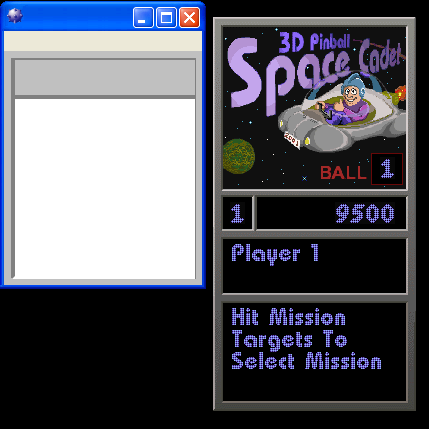 3D Pinball
Space Cadet
BALL 1
1 9500
Player 1
Hit Mission
Targets To
Select Mission